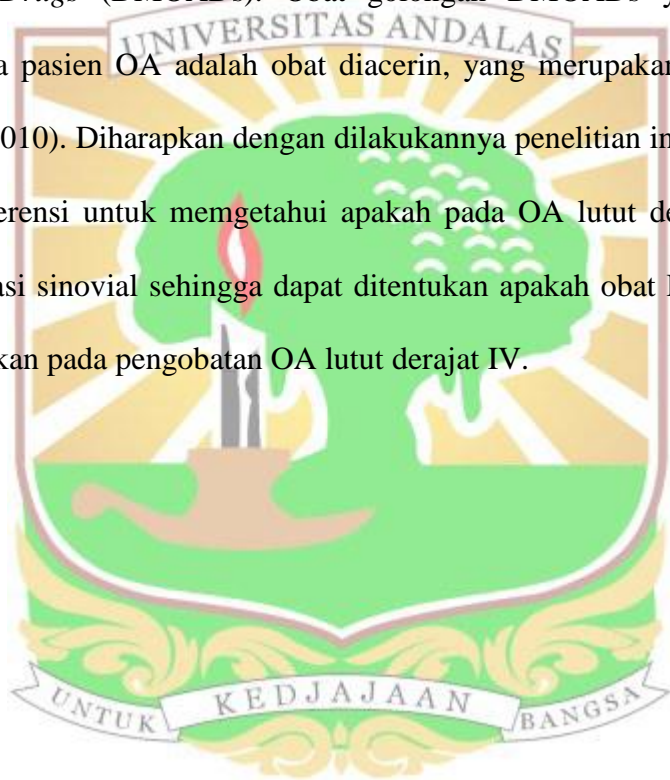 Drugs (DMOADs). Obat golongan DMOADs y
UNIVERSITAS ANDALAS
a pasien OA adalah obat diacerin, yang merupakan
010). Diharapkan dengan dilakukannya penelitian in
erensi untuk memgetahui apakah pada OA lutut de
asi sinovial sehingga dapat ditentukan apakah obat
kan pada pengobatan OA lutut derajat IV.
UNTUK KEDJAJAAN BANGSA